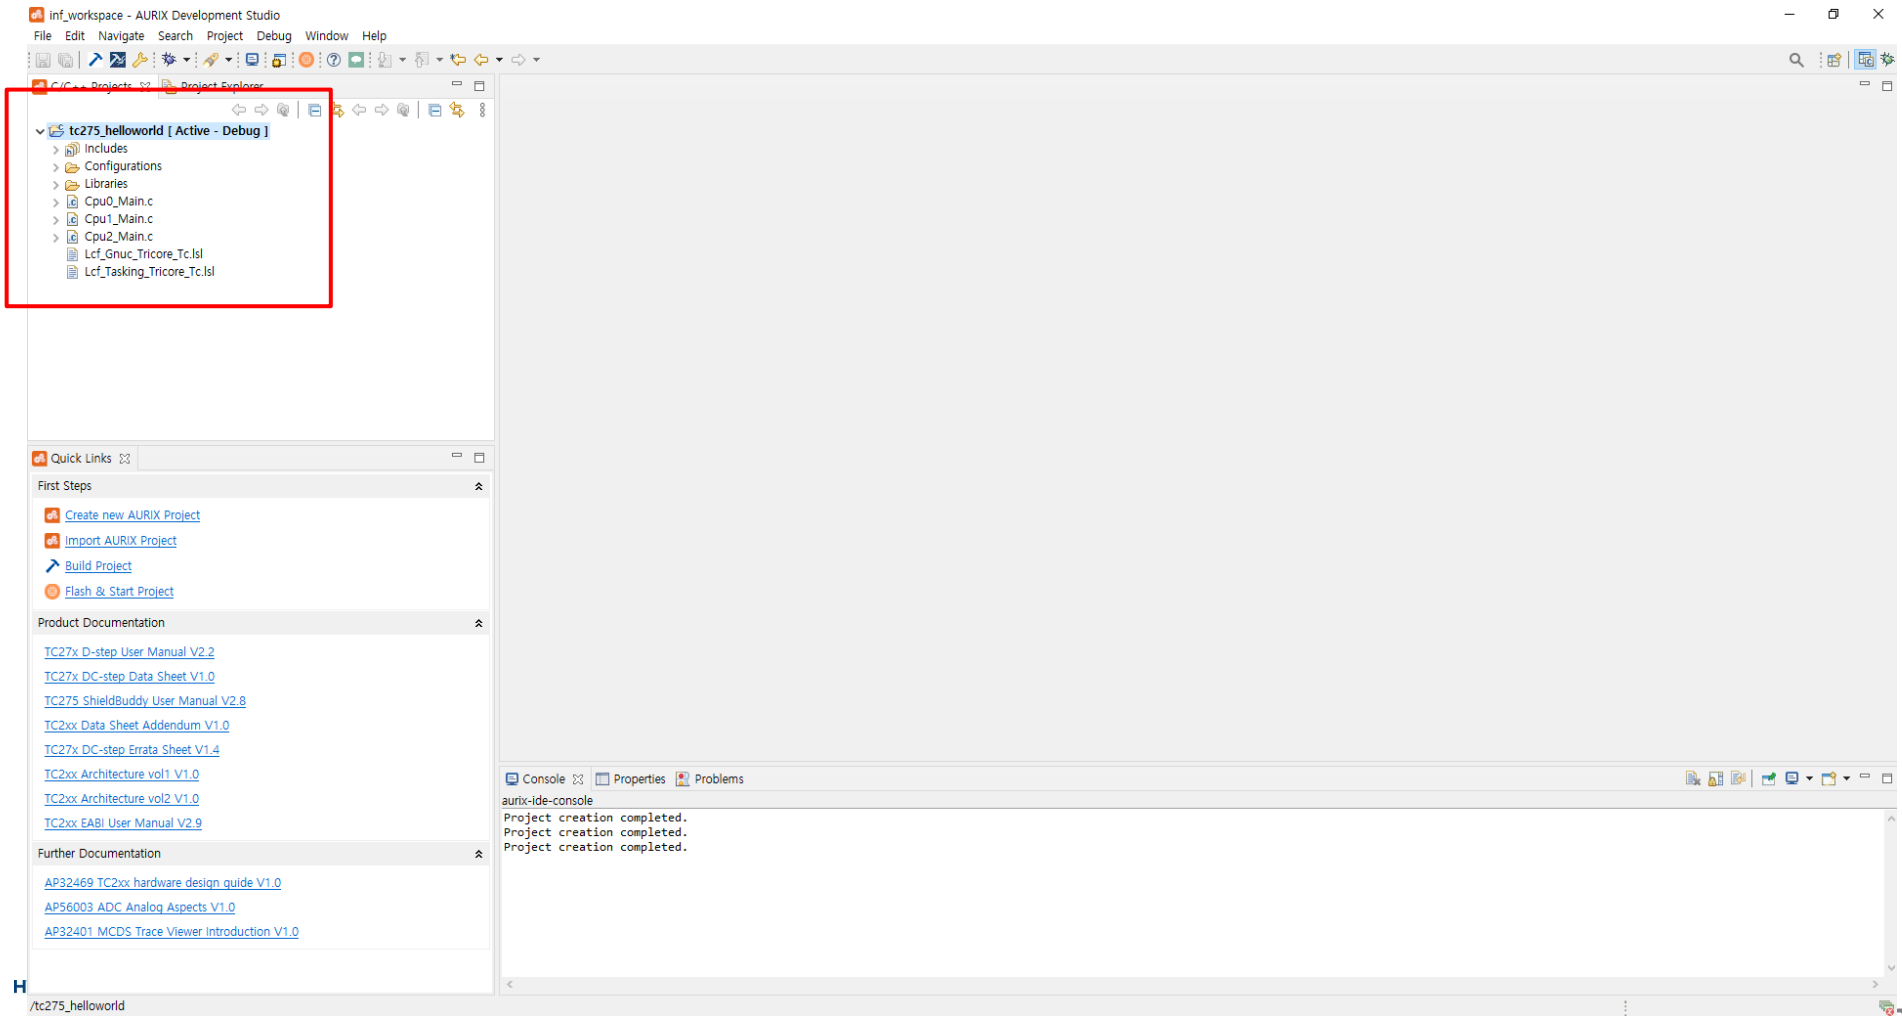 inf_workspace - AURIX Development Studio
File Edit Navigate Search Project Debug Window Help
C/C++ Projects Project Explorer
tc275_helloworld [ Active - Debug ]
Includes
Configurations
Libraries
Cpu0_Main.c
Cpu1_Main.c
Cpu2_Main.c
Lcf_Gnuc_Tricore_Tc.lsl
Lcf_Tasking_Tricore_Tc.lsl
Quick Links
First Steps
Create new AURIX Project
Import AURIX Project
Build Project
Flash & Start Project
Product Documentation
TC27x D-step User Manual V2.2
TC27x DC-step Data Sheet V1.0
TC275 ShieldBuddy User Manual V2.8
TC2xx Data Sheet Addendum V1.0
TC27x DC-step Errata Sheet V1.4
TC2xx Architecture vol1 V1.0
TC2xx Architecture vol2 V1.0
TC2xx EABI User Manual V2.9
Further Documentation
AP32469 TC2xx hardware design guide V1.0
AP56003 ADC Analog Aspects V1.0
AP32401 MCDS Trace Viewer Introduction V1.0
Console Properties Problems
aurix-ide-console
Project creation completed.
Project creation completed.
Project creation completed.
H
/tc275_helloworld